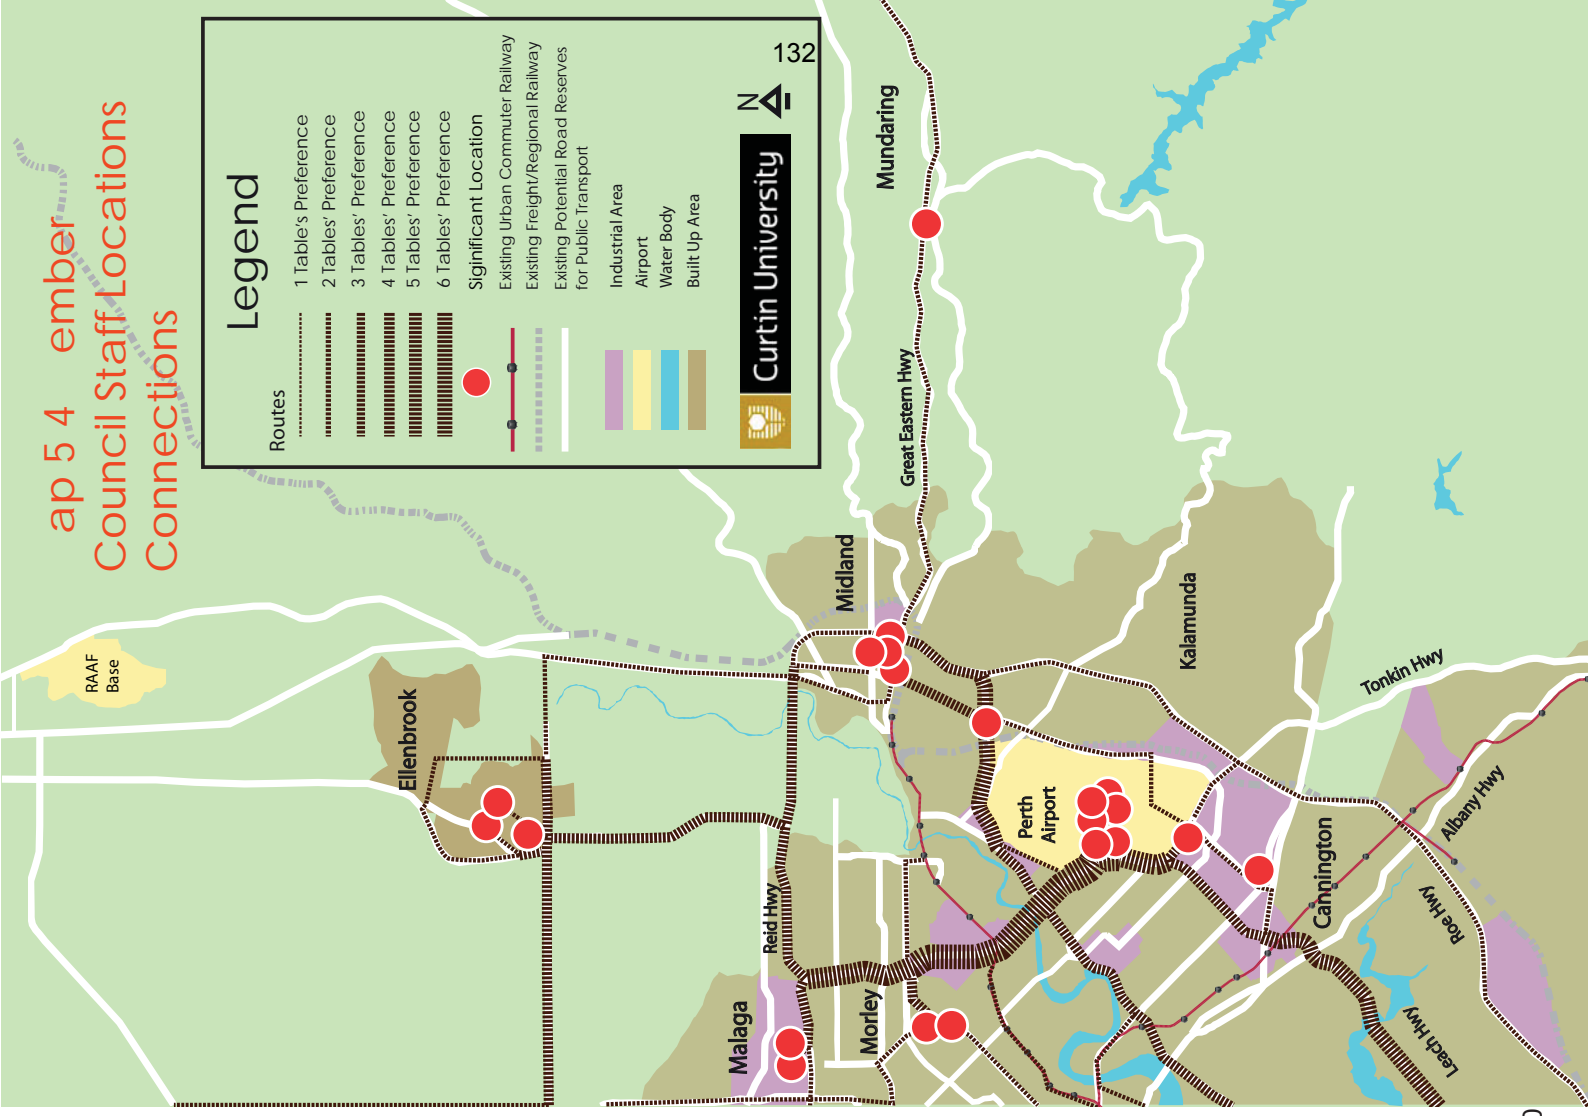 ap 5 4 ember
Council Staff Locations
Connections
Legend
Routes
1 Table's Preference
2 Tables' Preference
3 Tables' Preference
4 Tables' Preference
5 Tables' Preference
6 Tables' Preference
Siginificant Location
Existing Urban Commuter Railway
Existing Freight/Regional Railway
Existing Potential Road Reserves
for Public Transport
Industrial Area
Airport
Water Body
Built Up Area
Curtin University
N
132
RAAF
Base
Ellenbrook
Midland
Mundaring
Great Eastern Hwy
Kalamunda
Tonkin Hwy
Perth
Airport
Reid Hwy
Malaga
Morley
Cannington
Albany Hwy
Roe Hwy
Leach Hwy